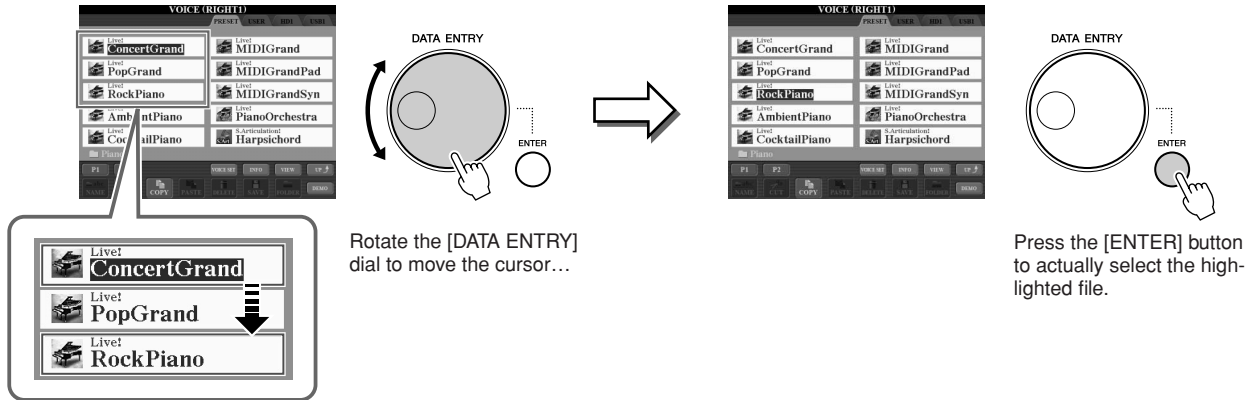 VOICE (RIGHT1)
PRESET USER HD1 USB1
Live! ConcertGrand
Live! MIDIGrand
Live! PopGrand
Live! MIDIGrandPad
Live! RockPiano
Live! MIDIGrandSyn
AmbientPiano
Live! PianoOrchestra
Live!
S.Articulation! Harpsichord
Piano
P1
VOICE SET INFO VIEW UP
NAME COPY PASTE DELETE SAVE FOLDER DEMO
Live!
ConcertGrand
Live!
PopGrand
Live!
RockPiano
DATA ENTRY
ENTER
Rotate the [DATA ENTRY]
dial to move the cursor…
VOICE (RIGHT1)
PRESET USER HD1 USB1
Live! ConcertGrand
Live! MIDIGrand
Live! PopGrand
Live! MIDIGrandPad
Live! RockPiano
Live! MIDIGrandSyn
Live! AmbientPiano
Live! PianoOrchestra
Live! CocktailPiano
S.Articulation! Harpsichord
Piano
P1 P2
VOICE SET INFO VIEW UP
NAME CUT COPY PASTE DELETE SAVE FOLDER DEMO
DATA ENTRY
ENTER
Press the [ENTER] button
to actually select the high-
lighted file.